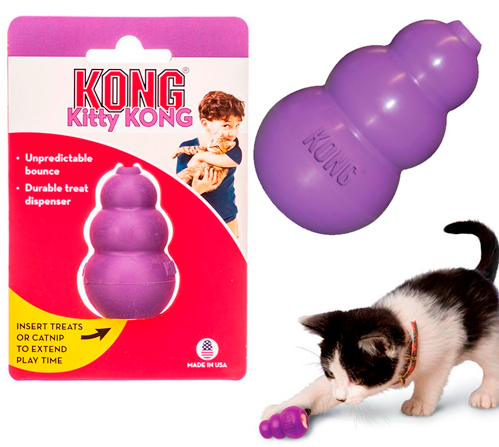 KONG®
Kitty KONG
• Unpredictable
bounce
• Durable treat
dispenser
INSERT TREATS
OR CATNIP
TO EXTEND
PLAY TIME
MADE IN USA
KONG